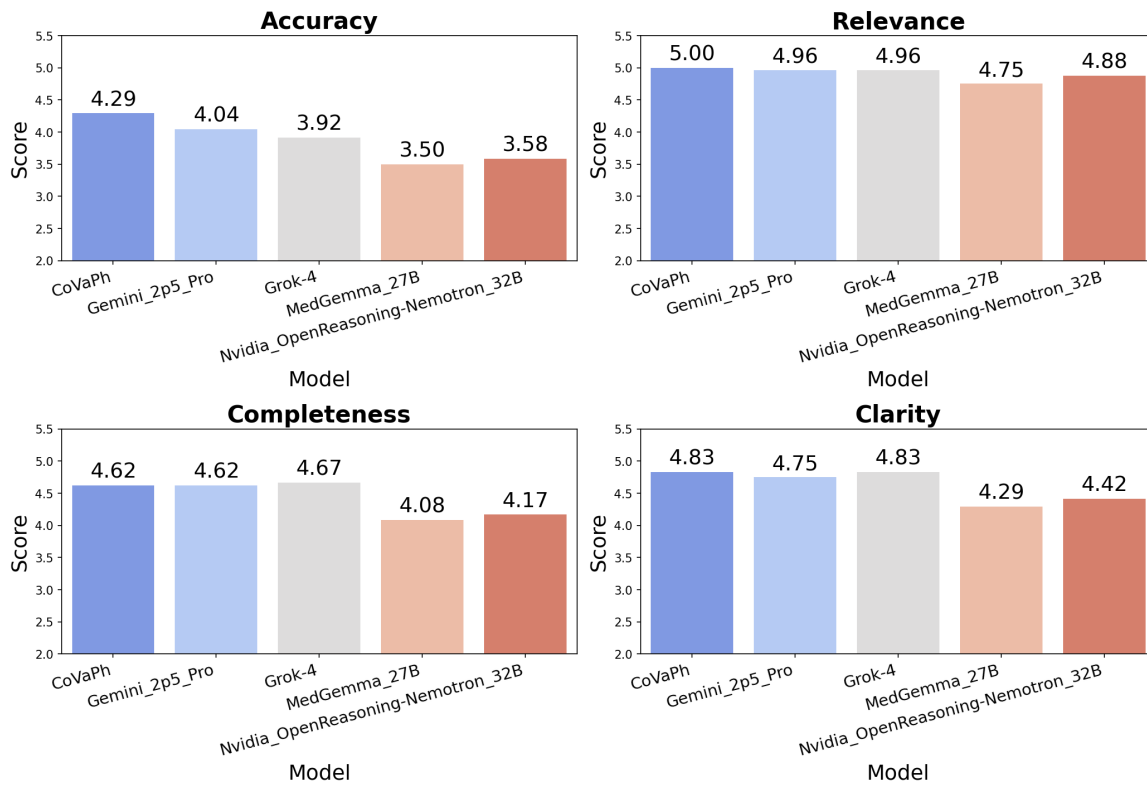 Accuracy
5.5
5.0
4.5
4.0
3.5
3.0
2.5
2.0
Score
4.29
4.04
3.92
3.50
3.58
CoVaPh
Gemini_2p5_Pro
Grok-4
MedGemma_27B
Nvidia_OpenReasoning-Nemotron_32B
Model
Relevance
5.5
5.0
4.5
4.0
3.5
3.0
2.5
2.0
Score
5.00
4.96
4.96
4.75
4.88
CoVaPh
Gemini_2p5_Pro
Grok-4
MedGemma_27B
Nvidia_OpenReasoning-Nemotron_32B
Model
Completeness
5.5
5.0
4.5
4.0
3.5
3.0
2.5
2.0
Score
4.62
4.62
4.67
4.08
4.17
CoVaPh
Gemini_2p5_Pro
Grok-4
MedGemma_27B
Nvidia_OpenReasoning-Nemotron_32B
Model
Clarity
5.5
5.0
4.5
4.0
3.5
3.0
2.5
2.0
Score
4.83
4.75
4.83
4.29
4.42
CoVaPh
Gemini_2p5_Pro
Grok-4
MedGemma_27B
Nvidia_OpenReasoning-Nemotron_32B
Model